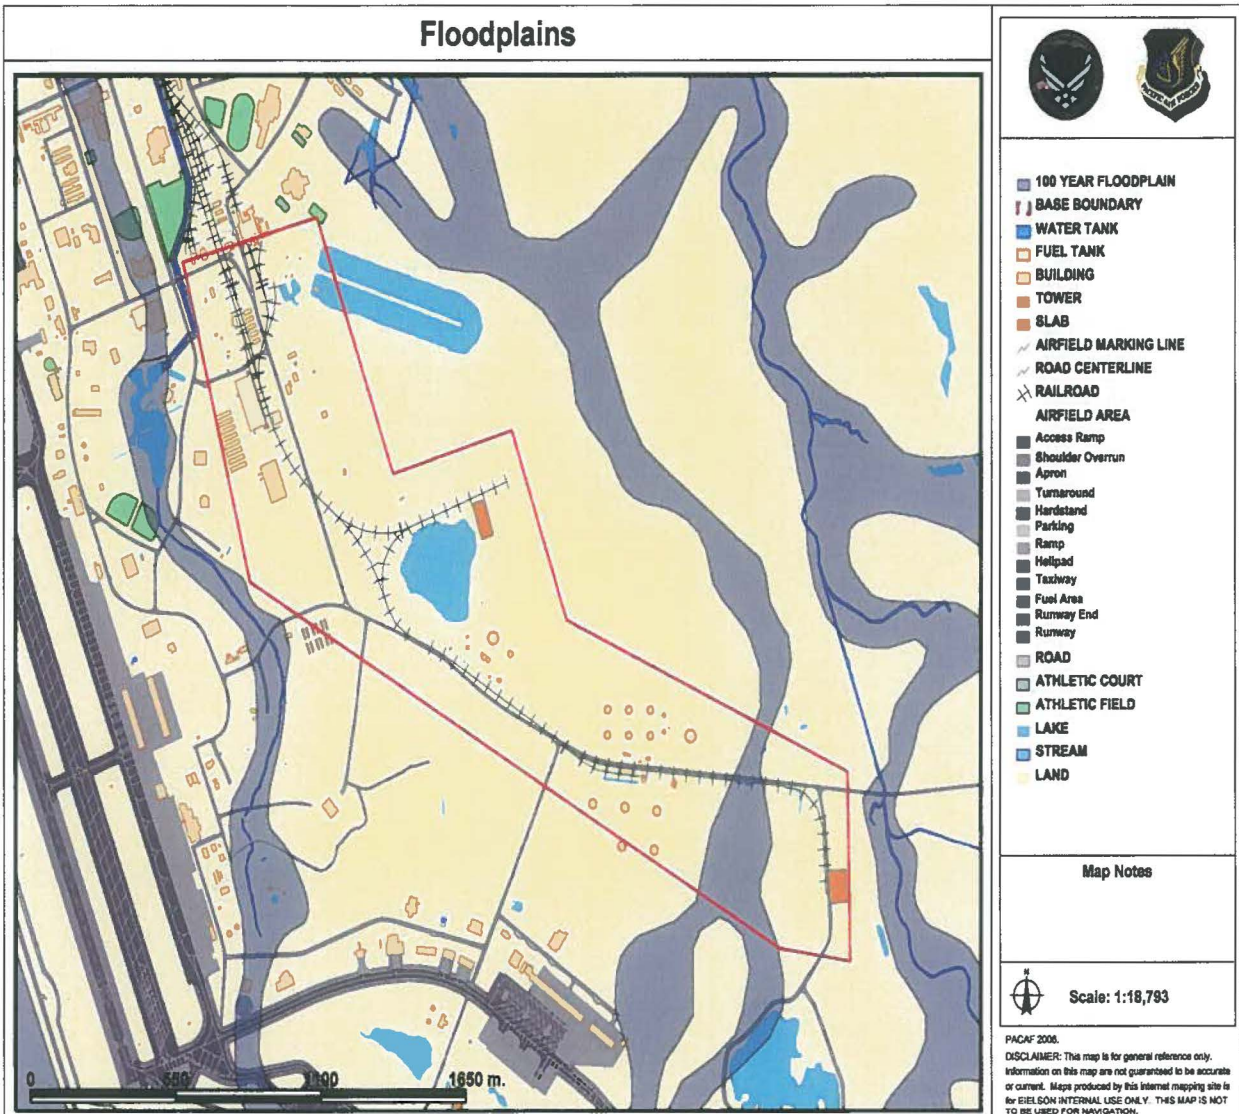 Floodplains
PACIFIC AIR FORCES
100 YEAR FLOODPLAIN
BASE BOUNDARY
WATER TANK
FUEL TANK
BUILDING
TOWER
SLAB
AIRFIELD MARKING LINE
ROAD CENTERLINE
RAILROAD
AIRFIELD AREA
Access Ramp
Shoulder Overrun
Apron
Turnaround
Hardstand
Parking
Ramp
Helipad
Taxiway
Fuel Area
Runway End
Runway
ROAD
ATHLETIC COURT
ATHLETIC FIELD
LAKE
STREAM
LAND
Map Notes
N
Scale: 1:18,793
PACAF 2006.
DISCLAIMER: This map is for general reference only.
Information on this map are not guaranteed to be accurate
or current. Maps produced by this internet mapping site is
for EIELSON INTERNAL USE ONLY. THIS MAP IS NOT
TO BE USED FOR NAVIGATION.
0 550 1100 1650 m.